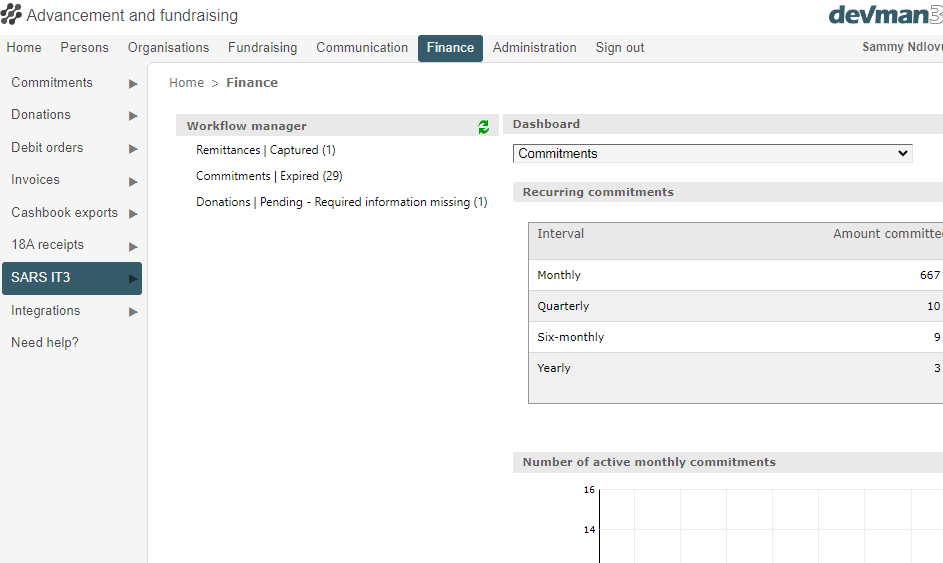 Advancement and fundraising
devman3
Home Persons Organisations Fundraising Communication Finance Administration Sign out
Sammy Ndlovu
Commitments
Donations
Debit orders
Invoices
Cashbook exports
18A receipts
SARS IT3
Integrations
Need help?
Home > Finance
Workflow manager
Remittances | Captured (1)
Commitments | Expired (29)
Donations | Pending - Required information missing (1)
Dashboard
Commitments
Recurring commitments
Interval Amount committe
Monthly 667
Quarterly 10
Six-monthly 9
Yearly 3
Number of active monthly commitments
16
14